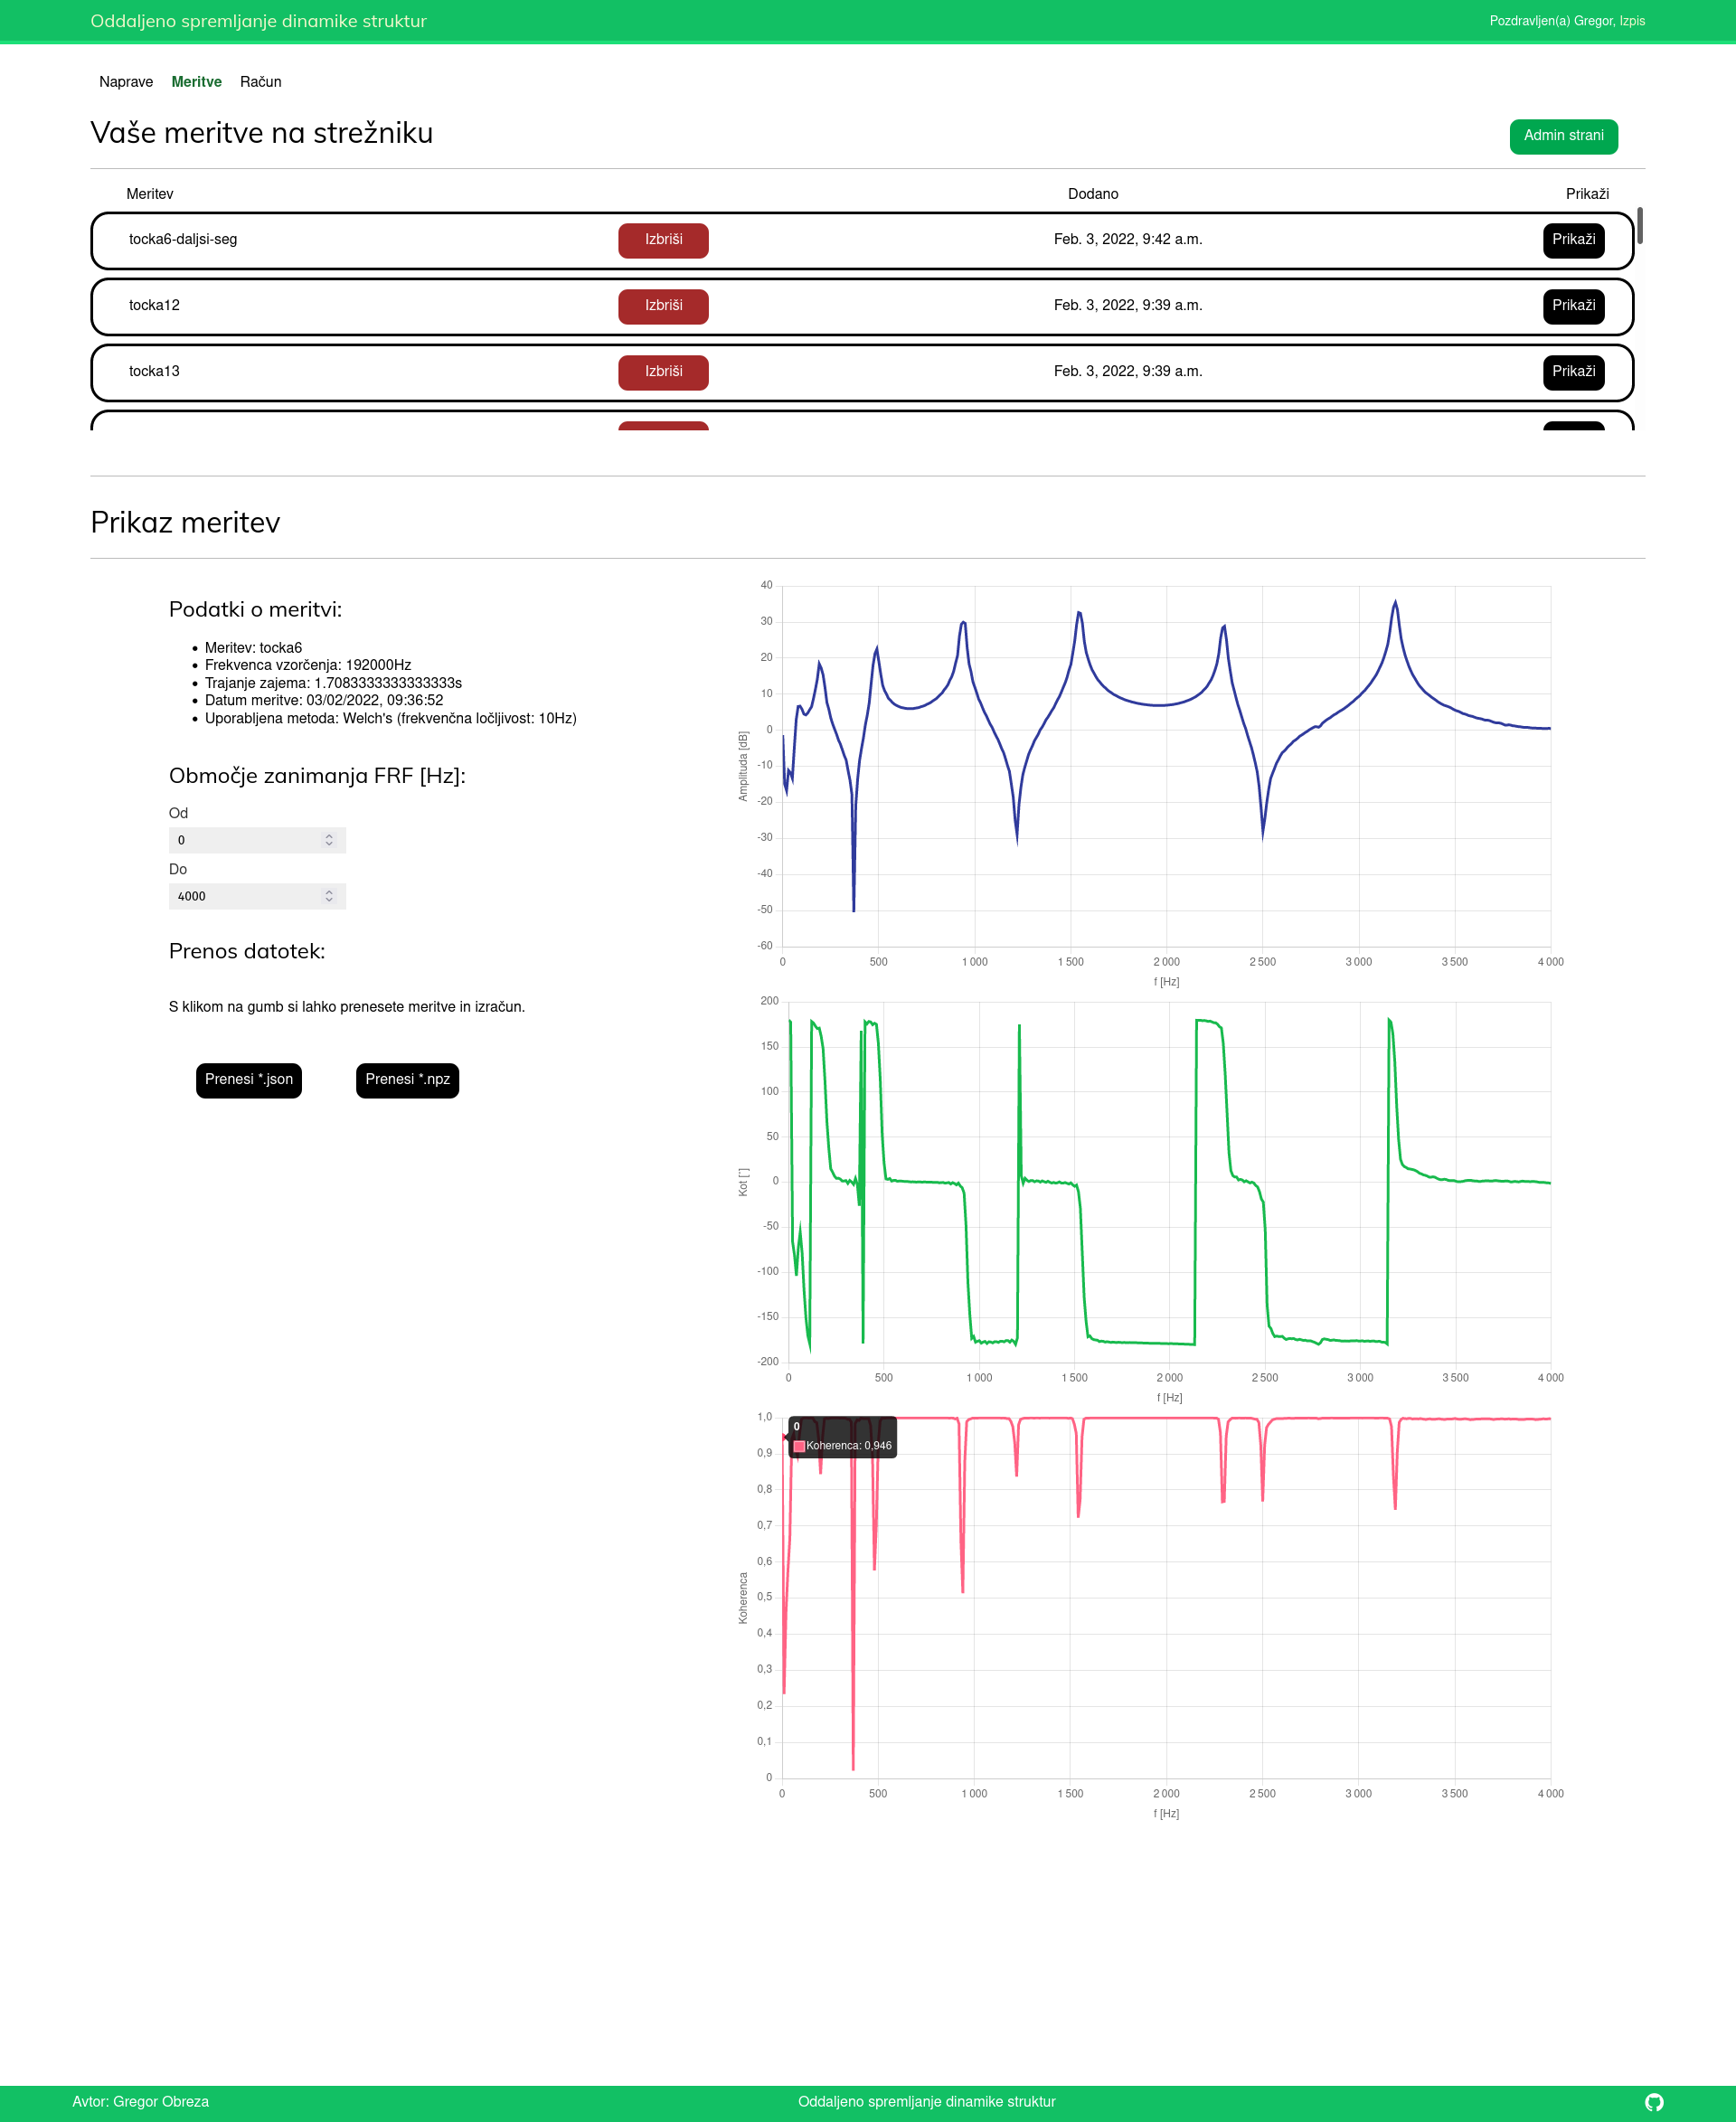 Oddaljeno spremljanje dinamike struktur
Pozdravljen(a) Gregor, Izpis
Naprave Meritve Račun
Vaše meritve na strežniku
Admin strani
Meritev Dodano Prikaži
tocka6-daljsi-seg Izbriši Feb. 3, 2022, 9:42 a.m. Prikaži
tocka12 Izbriši Feb. 3, 2022, 9:39 a.m. Prikaži
tocka13 Izbriši Feb. 3, 2022, 9:39 a.m. Prikaži
Prikaz meritev
Podatki o meritvi:
• Meritev: tocka6
• Frekvenca vzorčenja: 192000Hz
• Trajanje zajema: 1.7083333333333333s
• Datum meritve: 03/02/2022, 09:36:52
• Uporabljena metoda: Welch's (frekvenčna ločljivost: 10Hz)
Območje zanimanja FRF [Hz]:
Od
0
Do
4000
Prenos datotek:
S klikom na gumb si lahko prenesete meritve in izračun.
Prenesi *.json Prenesi *.npz
Amplituda [dB]
40
30
20
10
0
-10
-20
-30
-40
-50
-60
0 500 1 000 1 500 2 000 2 500 3 000 3 500 4 000
f [Hz]
Kot [°]
200
150
100
50
0
-50
-100
-150
-200
0 500 1 000 1 500 2 000 2 500 3 000 3 500 4 000
f [Hz]
Koherenca
1,0
0,9
0,8
0,7
0,6
0,5
0,4
0,3
0,2
0,1
0
0
Koherenca: 0,946
0 500 1 000 1 500 2 000 2 500 3 000 3 500 4 000
f [Hz]
Avtor: Gregor Obreza
Oddaljeno spremljanje dinamike struktur